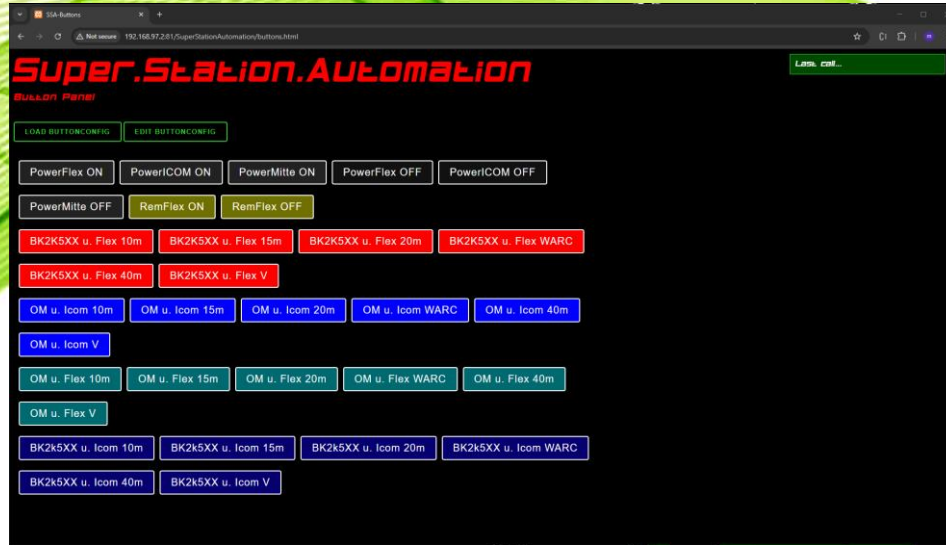 SSA-Buttons
Not secure 192.168.97.2:81/SuperStationAutomation/buttons.html
Super.Station.Automation
Last call...
Button Panel
LOAD BUTTONCONFIG EDIT BUTTONCONFIG
PowerFlex ON PowerICOM ON PowerMitte ON PowerFlex OFF PowerICOM OFF
PowerMitte OFF RemFlex ON RemFlex OFF
BK2K5XX u. Flex 10m BK2K5XX u. Flex 15m BK2K5XX u. Flex 20m BK2K5XX u. Flex WARC
BK2K5XX u. Flex 40m BK2K5XX u. Flex V
OM u. Icom 10m OM u. Icom 15m OM u. Icom 20m OM u. Icom WARC OM u. Icom 40m
OM u. Icom V
OM u. Flex 10m OM u. Flex 15m OM u. Flex 20m OM u. Flex WARC OM u. Flex 40m
OM u. Flex V
BK2k5XX u. Icom 10m BK2k5XX u. Icom 15m BK2k5XX u. Icom 20m BK2k5XX u. Icom WARC
BK2k5XX u. Icom 40m BK2k5XX u. Icom V